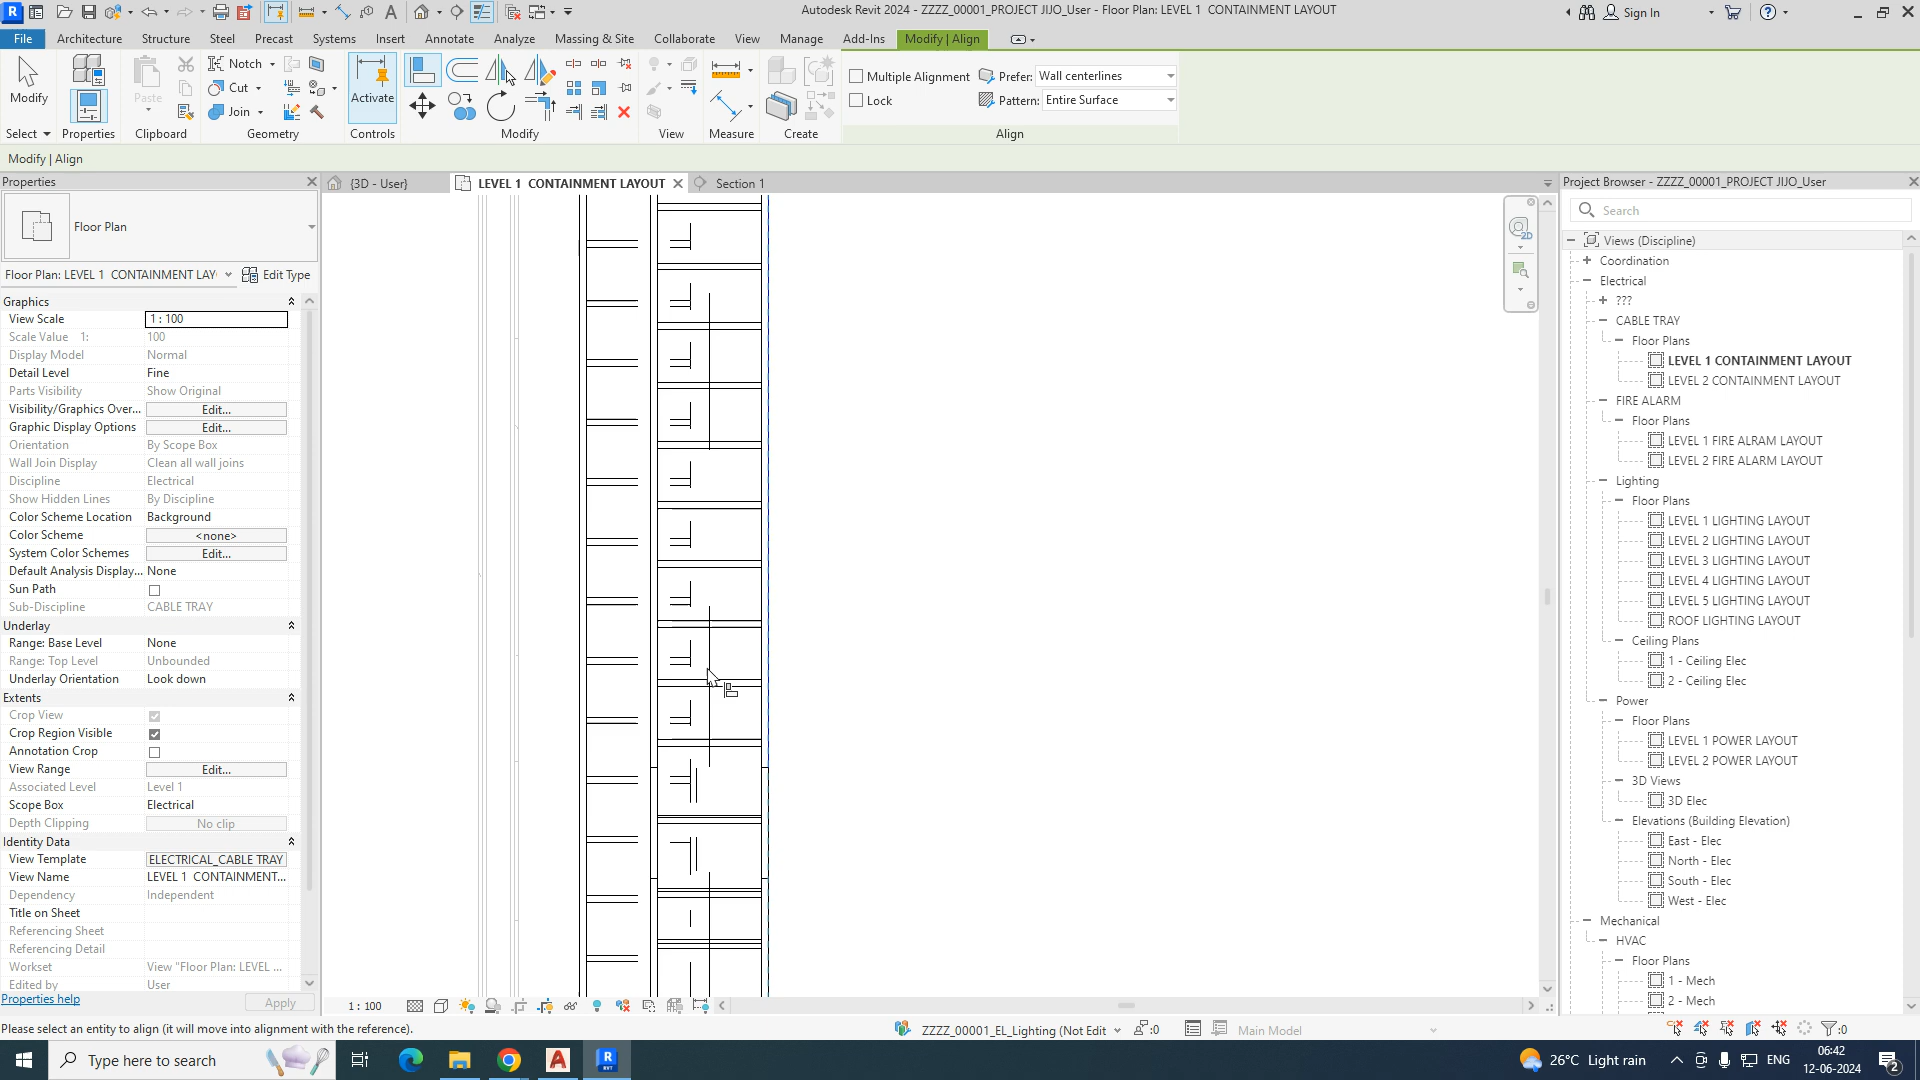 Autodesk Revit 2024 - ZZZZ_00001_PROJECT JIJO_User - Floor Plan: LEVEL 1  CONTAINMENT LAYOUT
Sign In
File Architecture Structure Steel Precast Systems Insert Annotate Analyze Massing & Site Collaborate View Manage Add-Ins Modify | Align
Modify
Paste
Notch
Cut
Join
Activate
Multiple Alignment
Lock
Prefer: Wall centerlines
Pattern: Entire Surface
Select Properties Clipboard Geometry Controls Modify View Measure Create Align
Modify | Align
Properties
Floor Plan
Floor Plan: LEVEL 1  CONTAINMENT LAY Edit Type
Graphics
View Scale 1 : 100
Scale Value    1: 100
Display Model Normal
Detail Level Fine
Parts Visibility Show Original
Visibility/Graphics Over... Edit...
Graphic Display Options Edit...
Orientation By Scope Box
Wall Join Display Clean all wall joins
Discipline Electrical
Show Hidden Lines By Discipline
Color Scheme Location Background
Color Scheme <none>
System Color Schemes Edit...
Default Analysis Display... None
Sun Path
Sub-Discipline CABLE TRAY
Underlay
Range: Base Level None
Range: Top Level Unbounded
Underlay Orientation Look down
Extents
Crop View
Crop Region Visible
Annotation Crop
View Range Edit...
Associated Level Level 1
Scope Box Electrical
Depth Clipping No clip
Identity Data
View Template ELECTRICAL_CABLE TRAY
View Name LEVEL 1  CONTAINMENT...
Dependency Independent
Title on Sheet
Referencing Sheet
Referencing Detail
Workset View "Floor Plan: LEVEL ...
Edited by User
Properties help Apply
{3D - User} LEVEL 1  CONTAINMENT LAYOUT Section 1
2D
1 : 100
Project Browser - ZZZZ_00001_PROJECT JIJO_User
Search
Views (Discipline)
Coordination
Electrical
???
CABLE TRAY
Floor Plans
LEVEL 1 CONTAINMENT LAYOUT
LEVEL 2 CONTAINMENT LAYOUT
FIRE ALARM
Floor Plans
LEVEL 1 FIRE ALRAM LAYOUT
LEVEL 2 FIRE ALARM LAYOUT
Lighting
Floor Plans
LEVEL 1 LIGHTING LAYOUT
LEVEL 2 LIGHTING LAYOUT
LEVEL 3 LIGHTING LAYOUT
LEVEL 4 LIGHTING LAYOUT
LEVEL 5 LIGHTING LAYOUT
ROOF LIGHTING LAYOUT
Ceiling Plans
1 - Ceiling Elec
2 - Ceiling Elec
Power
Floor Plans
LEVEL 1 POWER LAYOUT
LEVEL 2 POWER LAYOUT
3D Views
3D Elec
Elevations (Building Elevation)
East - Elec
North - Elec
South - Elec
West - Elec
Mechanical
HVAC
Floor Plans
1 - Mech
2 - Mech
Please select an entity to align (it will move into alignment with the reference).
ZZZZ_00001_EL_Lighting (Not Edit :0 Main Model :0
Type here to search
26°C Light rain
ENG
06:42
12-06-2024
2